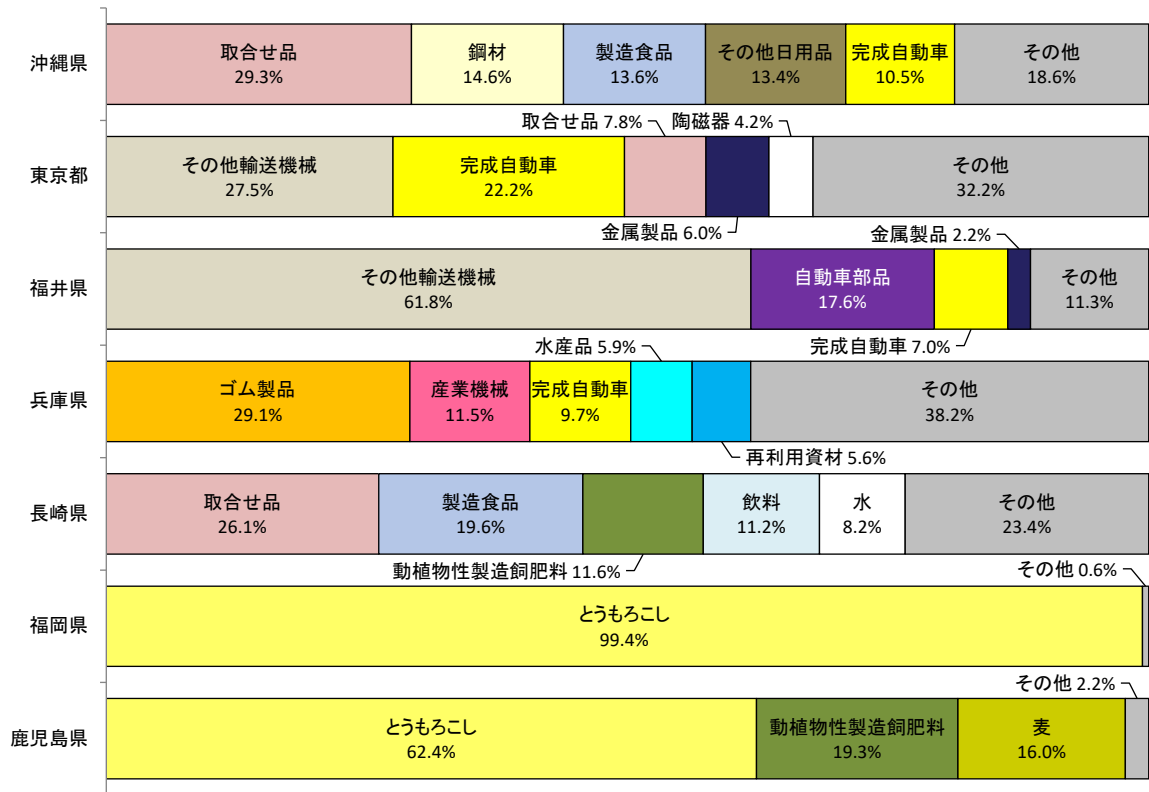 沖縄県
取合せ品
29.3%
鋼材
14.6%
製造食品
13.6%
その他日用品
13.4%
完成自動車
10.5%
その他
18.6%
取合せ品 7.8%
陶磁器 4.2%
東京都
その他輸送機械
27.5%
完成自動車
22.2%
その他
32.2%
金属製品 6.0%
金属製品 2.2%
福井県
その他輸送機械
61.8%
自動車部品
17.6%
その他
11.3%
水産品 5.9%
完成自動車 7.0%
兵庫県
ゴム製品
29.1%
産業機械
11.5%
完成自動車
9.7%
その他
38.2%
再利用資材 5.6%
長崎県
取合せ品
26.1%
製造食品
19.6%
飲料
11.2%
水
8.2%
その他
23.4%
動植物性製造飼肥料 11.6%
その他 0.6%
福岡県
とうもろこし
99.4%
その他 2.2%
鹿児島県
とうもろこし
62.4%
動植物性製造飼肥料
19.3%
麦
16.0%